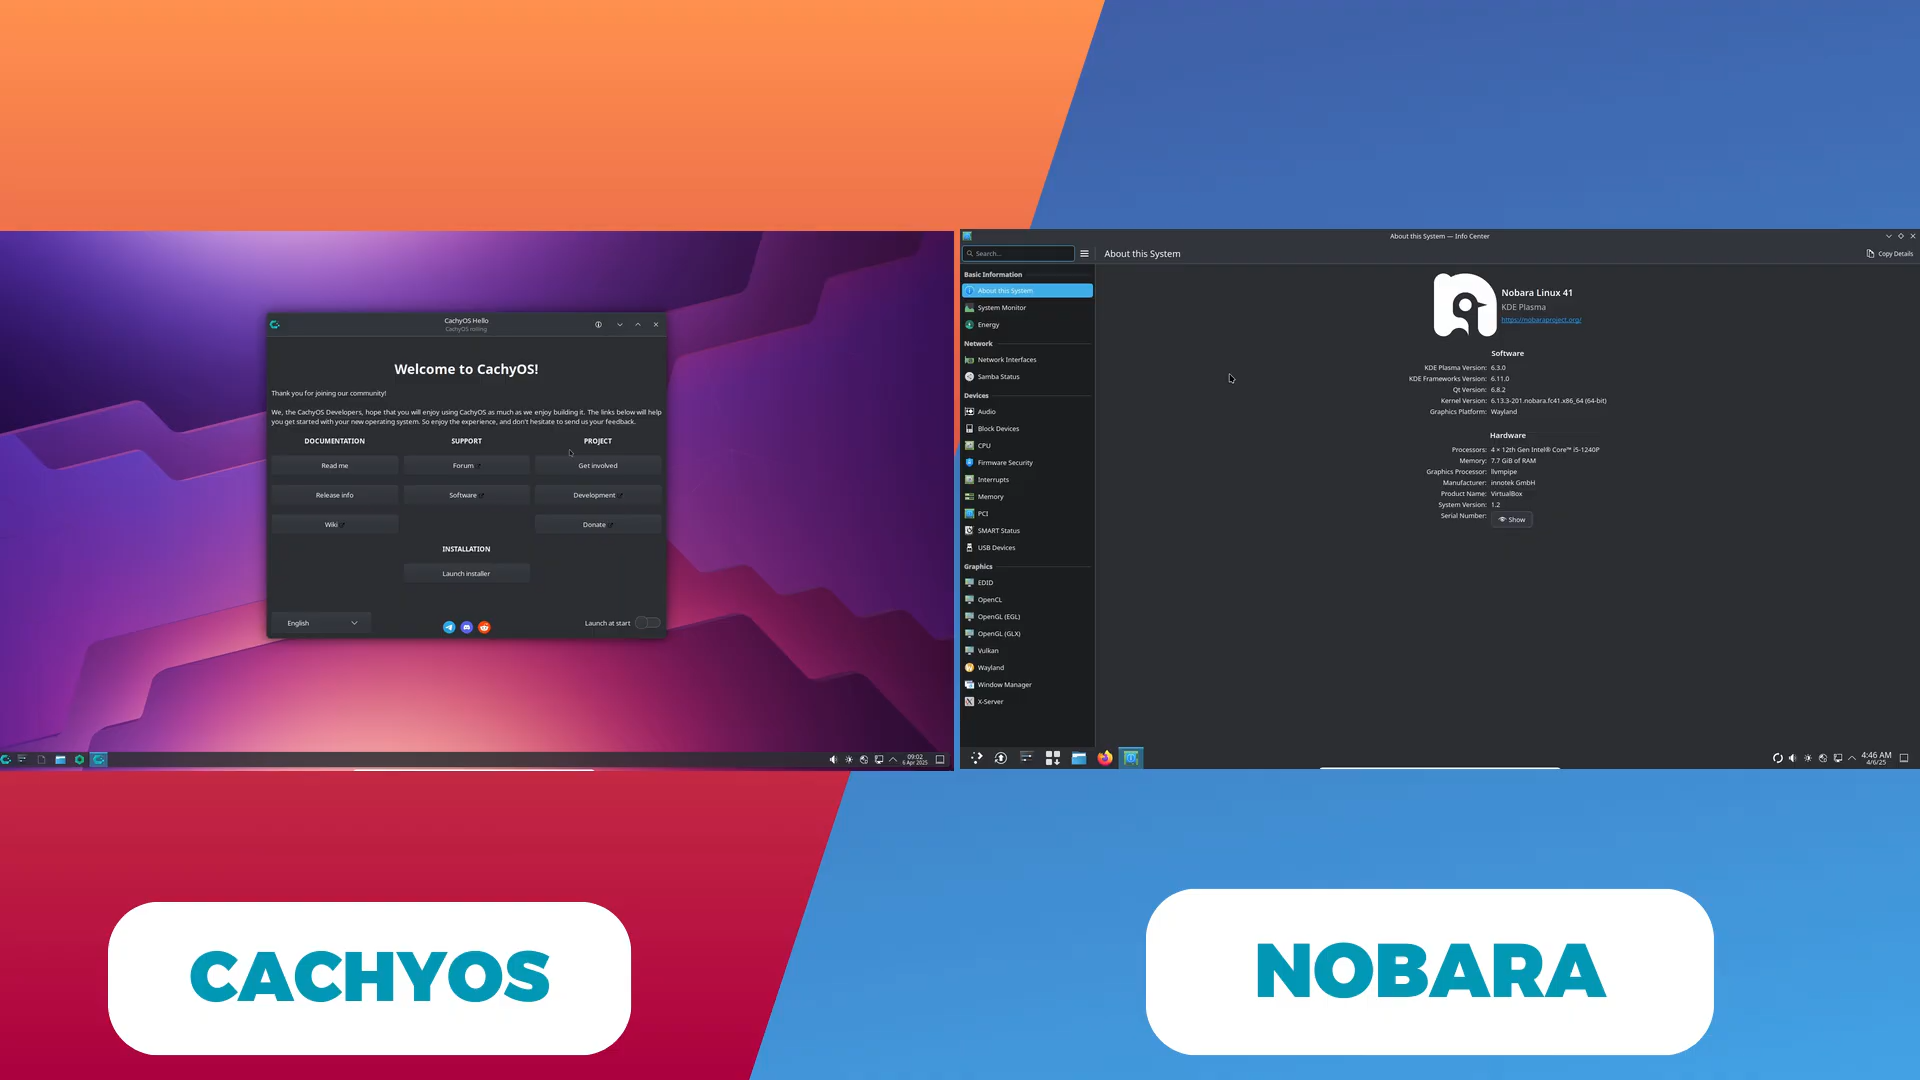 CachyOS Hello
CachyOS rolling
Welcome to CachyOS!
Thank you for joining our community!
We, the CachyOS Developers, hope that you will enjoy using CachyOS as much as we enjoy building it. The links below will help
you get started with your new operating system. So enjoy the experience, and don't hesitate to send us your feedback.
DOCUMENTATION SUPPORT PROJECT
Read me Forum Get involved
Release info Software Development
Wiki Donate
INSTALLATION
Launch installer
English Launch at start
09:02
6 Apr 2025
About this System — Info Center
Search... About this System Copy Details
Basic Information
About this System
System Monitor
Energy
Network
Network Interfaces
Samba Status
Devices
Audio
Block Devices
CPU
Firmware Security
Interrupts
Memory
PCI
SMART Status
USB Devices
Graphics
EDID
OpenCL
OpenGL (EGL)
OpenGL (GLX)
Vulkan
Wayland
Window Manager
X-Server
Nobara Linux 41
KDE Plasma
https://nobaraproject.org/
Software
KDE Plasma Version: 6.3.0
KDE Frameworks Version: 6.11.0
Qt Version: 6.8.2
Kernel Version: 6.13.3-201.nobara.fc41.x86_64 (64-bit)
Graphics Platform: Wayland
Hardware
Processors: 4 × 12th Gen Intel® Core™ i5-1240P
Memory: 7.7 GiB of RAM
Graphics Processor: llvmpipe
Manufacturer: innotek GmbH
Product Name: VirtualBox
System Version: 1.2
Serial Number: Show
4:46 AM
4/6/25
CACHYOS
NOBARA